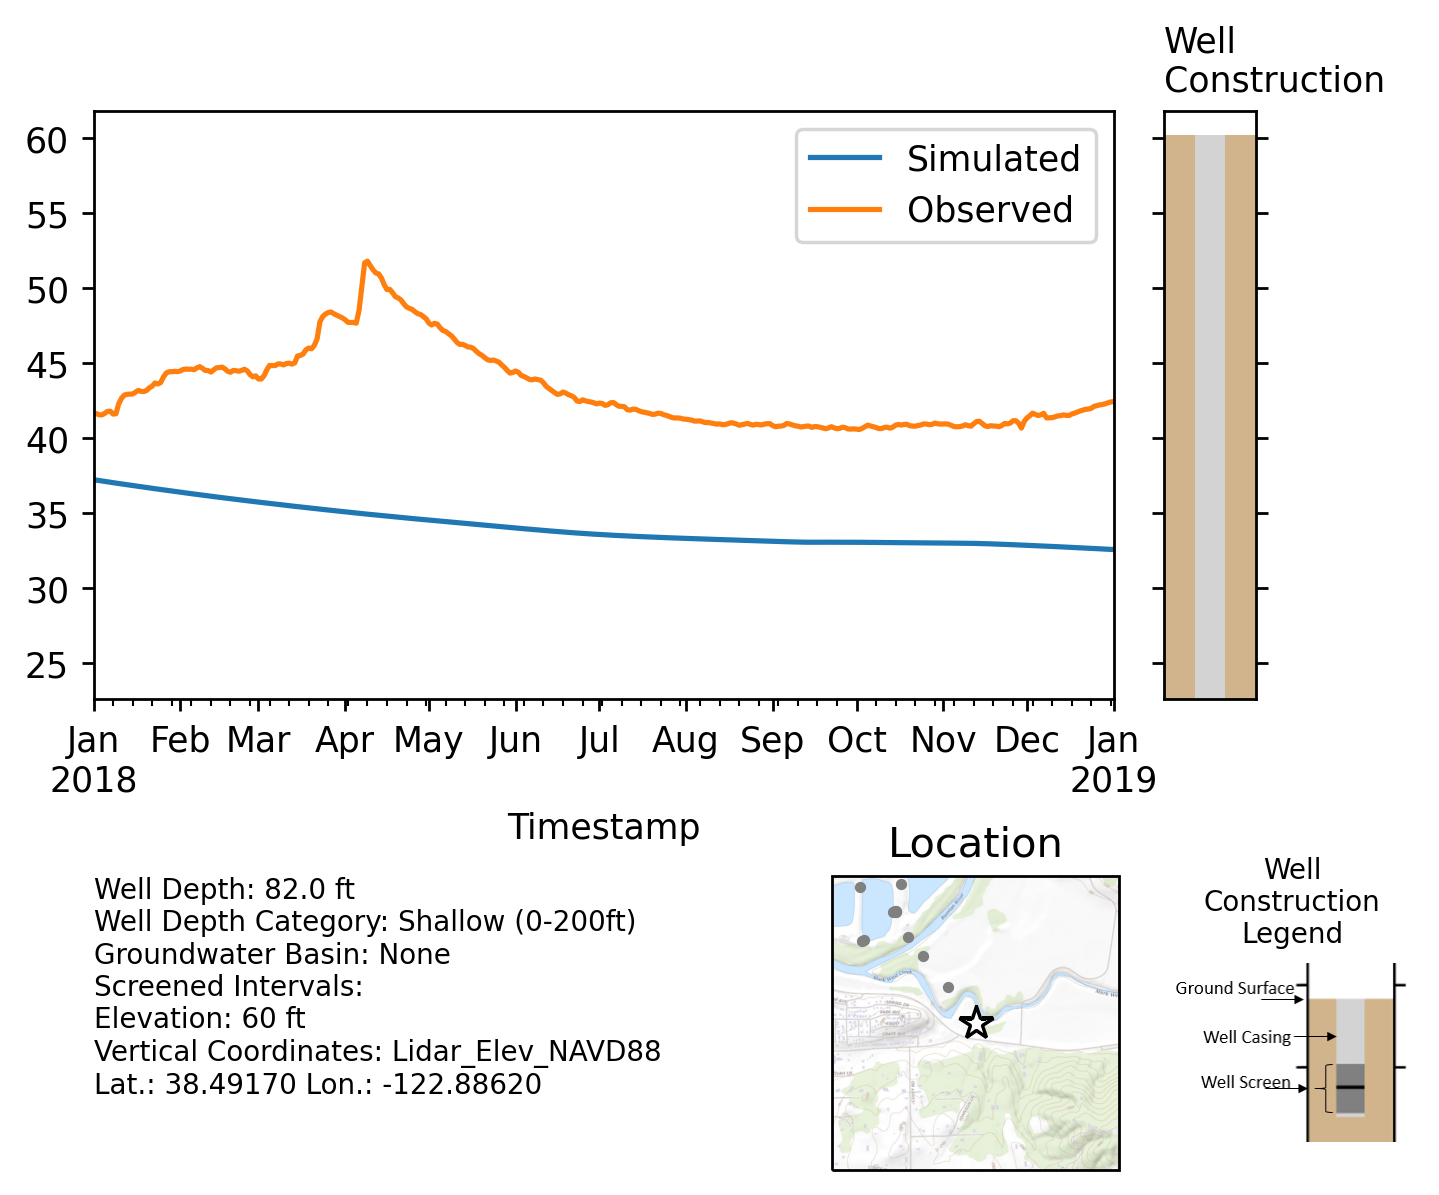 Well
Construction
60
55
50
45
40
35
30
25
Simulated
Observed
Jan Feb Mar Apr May Jun Jul Aug Sep Oct Nov Dec Jan
2018 2019
Timestamp
Well Depth: 82.0 ft
Well Depth Category: Shallow (0-200ft)
Groundwater Basin: None
Screened Intervals:
Elevation: 60 ft
Vertical Coordinates: Lidar_Elev_NAVD88
Lat.: 38.49170 Lon.: -122.88620
Location
Well
Construction
Legend
Ground Surface
Well Casing
Well Screen